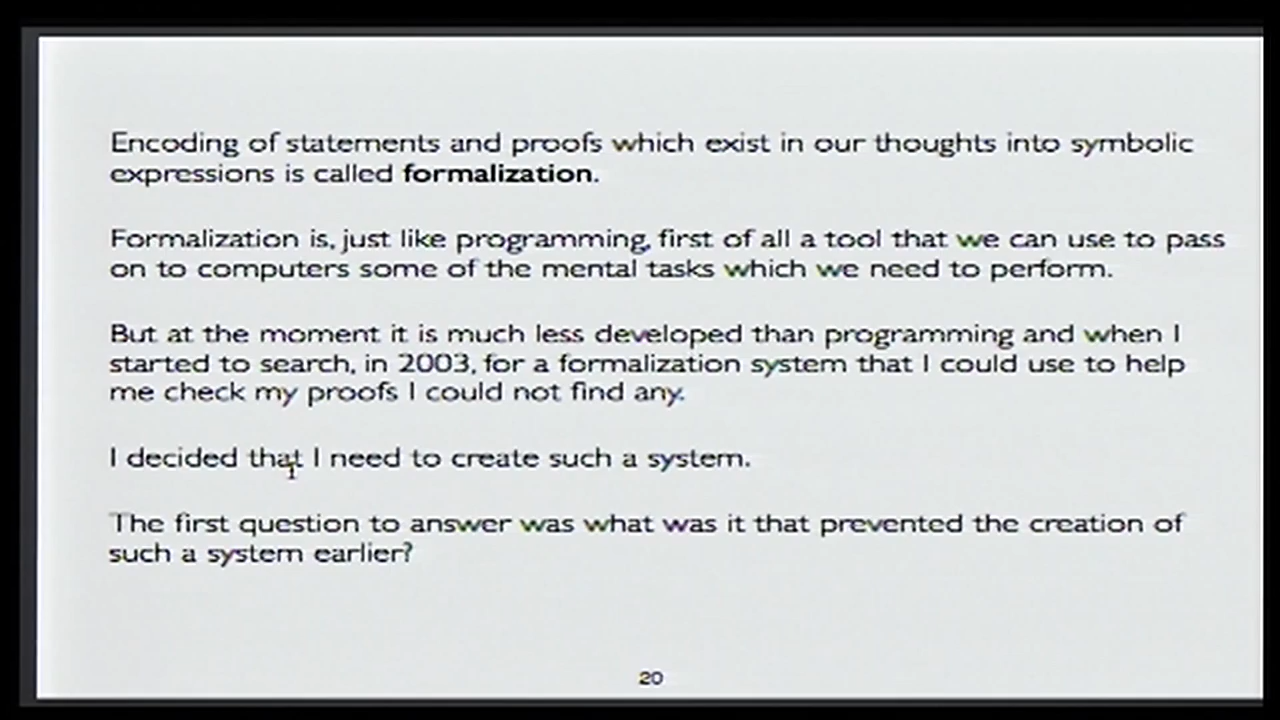 Encoding of statements and proofs which exist in our thoughts into symbolic
expressions is called formalization.
Formalization is, just like programming, first of all a tool that we can use to pass
on to computers some of the mental tasks which we need to perform.
But at the moment it is much less developed than programming and when I
started to search, in 2003, for a formalization system that I could use to help
me check my proofs I could not find any.
I decided that I need to create such a system.
The first question to answer was what was it that prevented the creation of
such a system earlier?
20